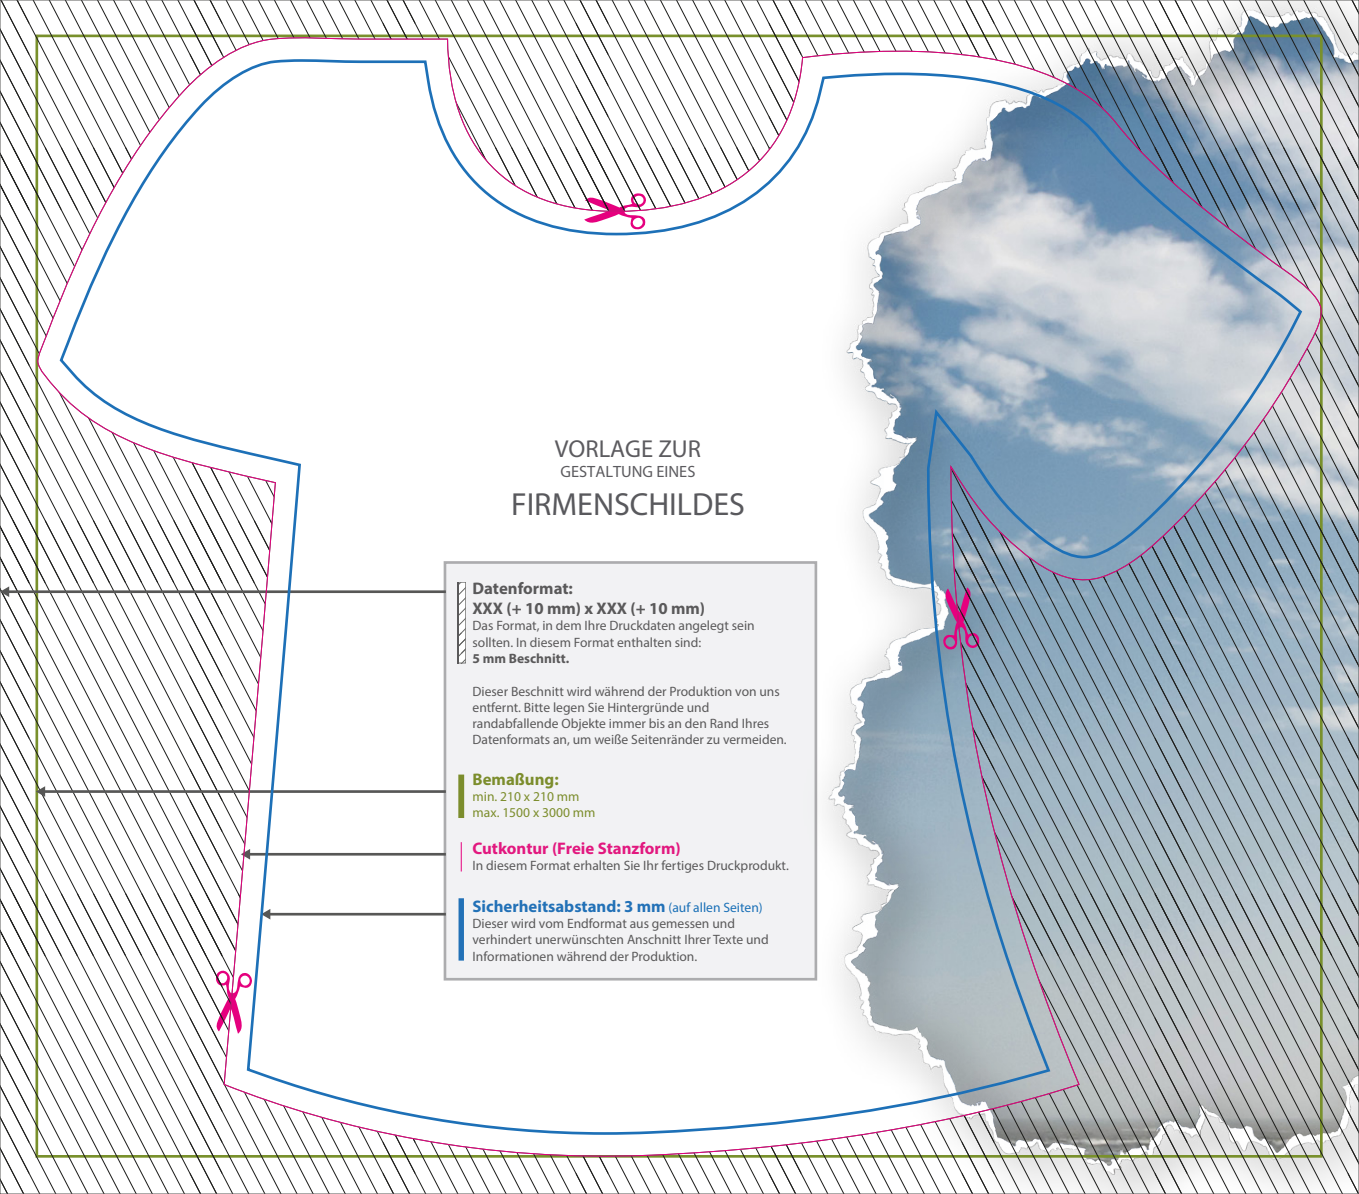 VORLAGE ZUR
GESTALTUNG EINES
FIRMENSCHILDES
Datenformat:
XXX (+ 10 mm) x XXX (+ 10 mm)
Das Format, in dem Ihre Druckdaten angelegt sein
sollten. In diesem Format enthalten sind:
5 mm Beschnitt.
Dieser Beschnitt wird während der Produktion von uns
entfernt. Bitte legen Sie Hintergründe und
randabfallende Objekte immer bis an den Rand Ihres
Datenformats an, um weiße Seitenränder zu vermeiden.
Bemaßung:
min. 210 x 210 mm
max. 1500 x 3000 mm
Cutkontur (Freie Stanzform)
In diesem Format erhalten Sie Ihr fertiges Druckprodukt.
Sicherheitsabstand: 3 mm (auf allen Seiten)
Dieser wird vom Endformat aus gemessen und
verhindert unerwünschten Anschnitt Ihrer Texte und
Informationen während der Produktion.